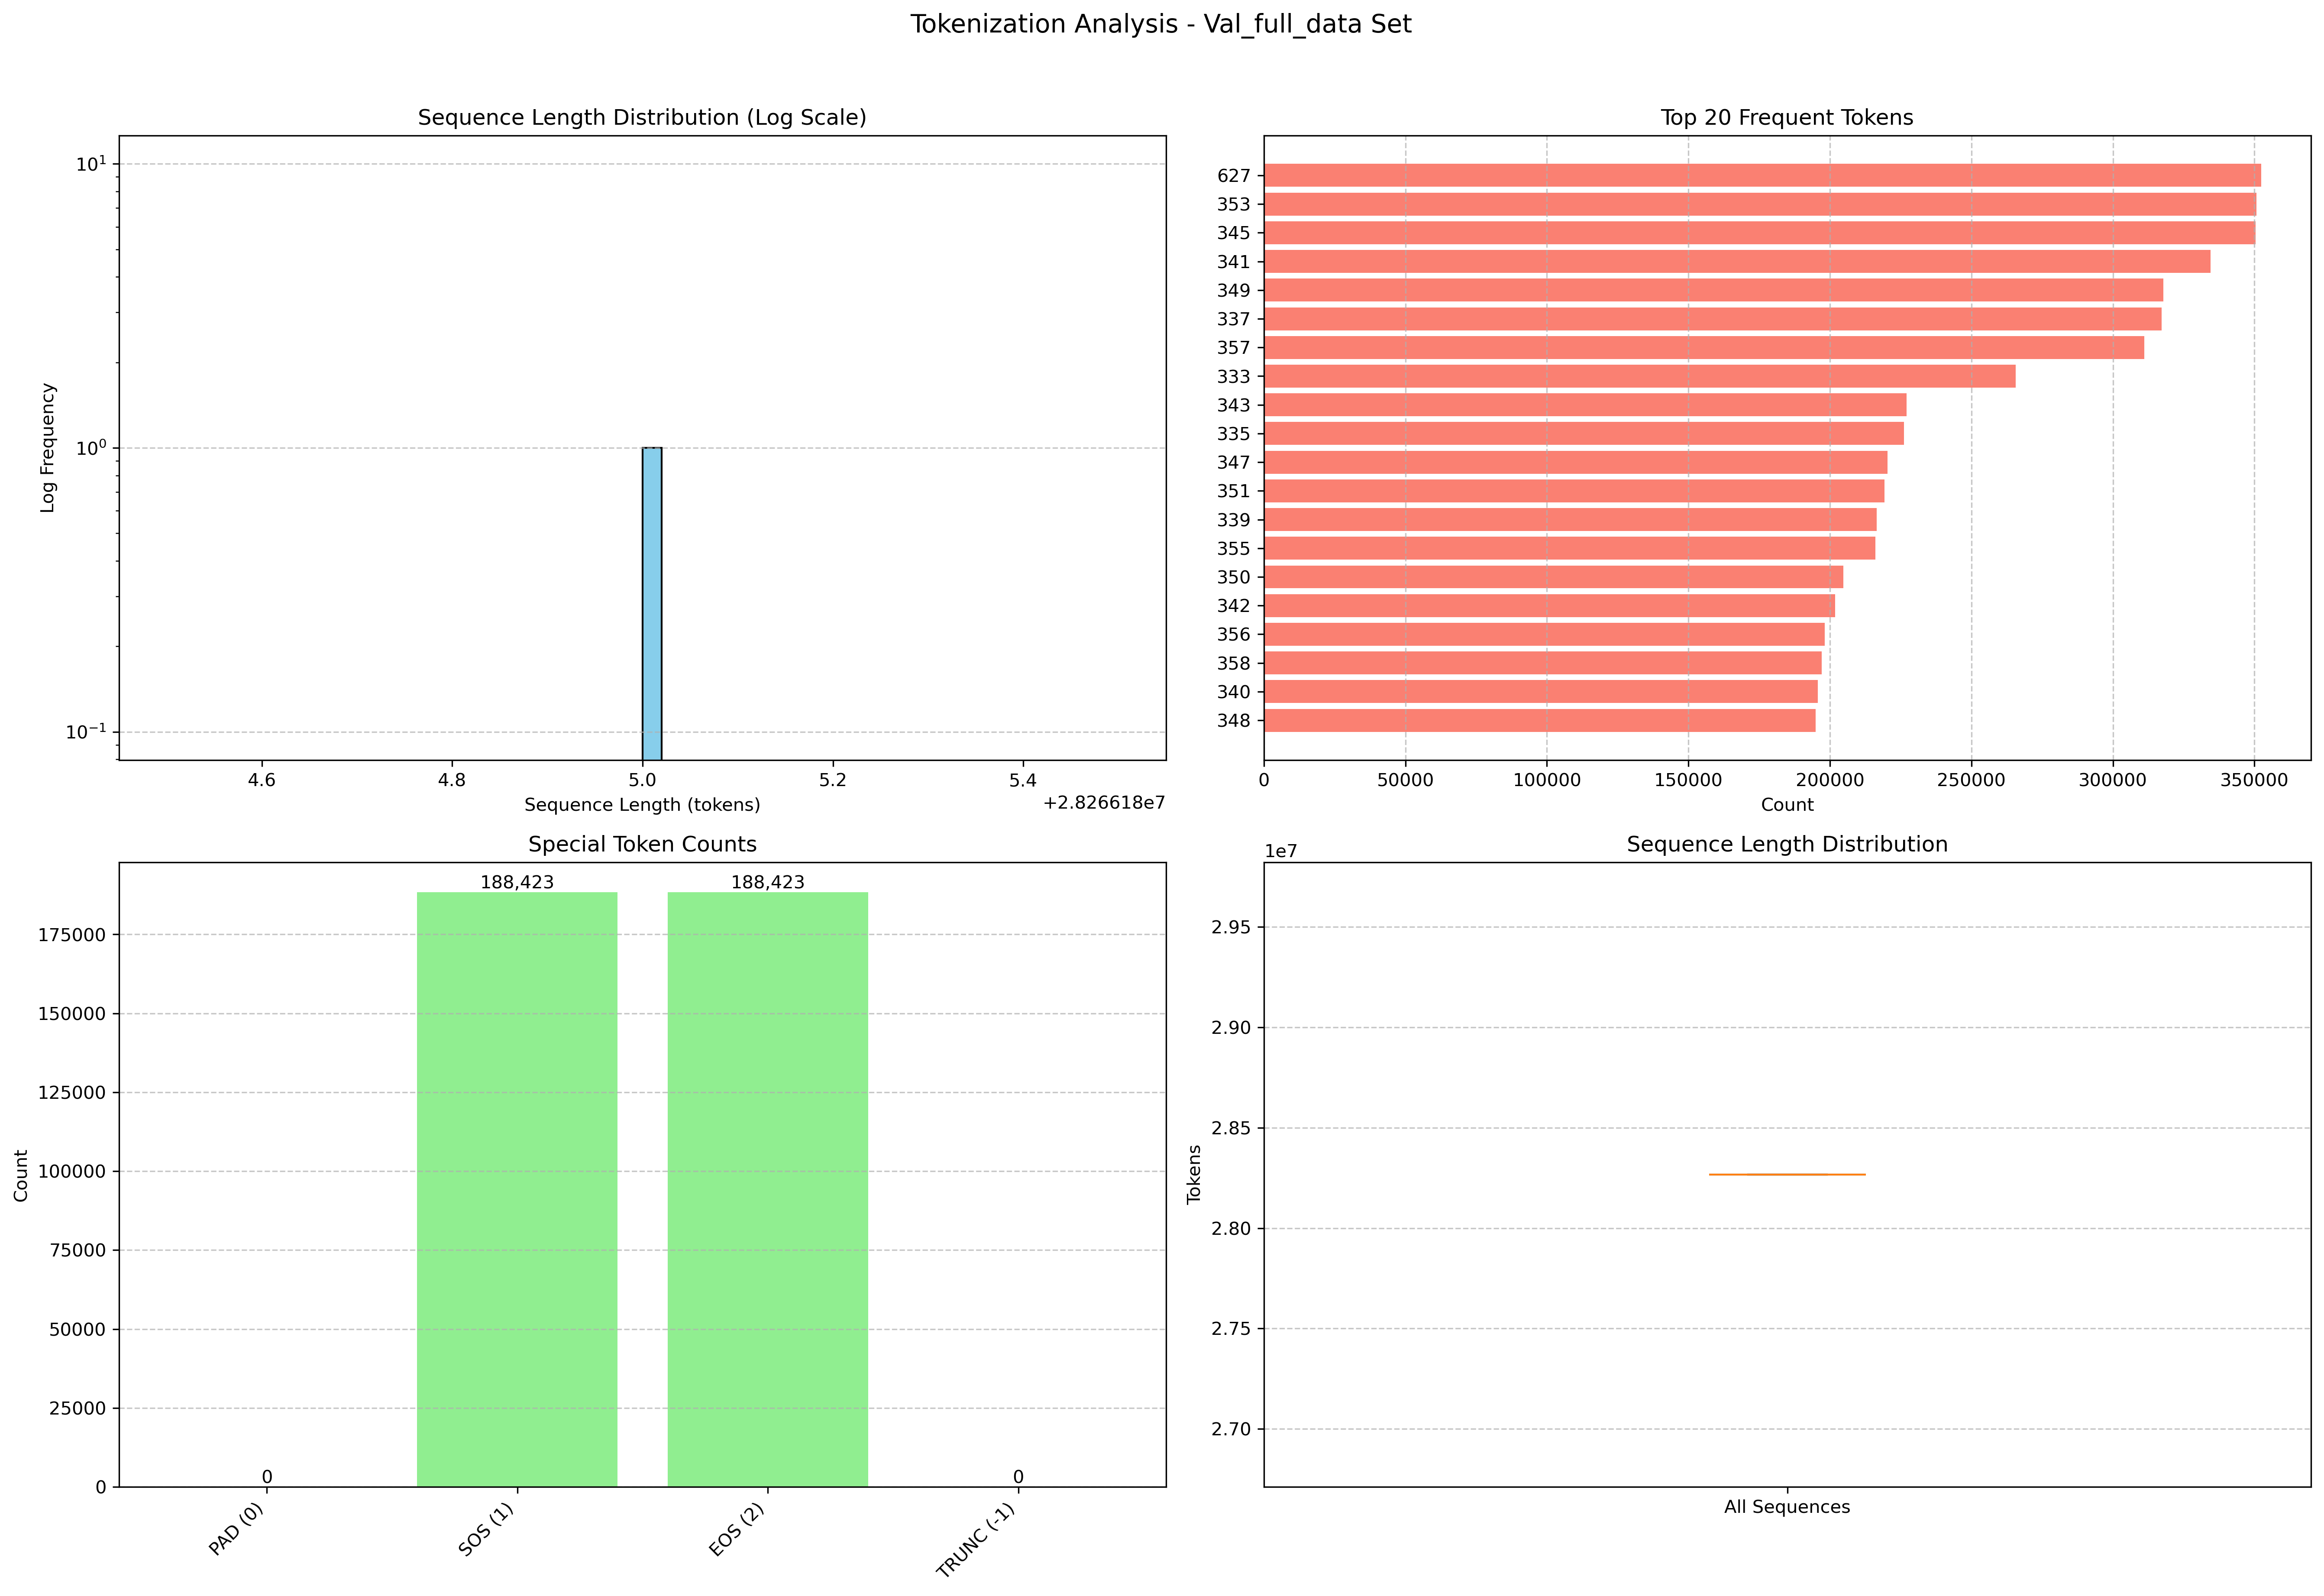 Tokenization Analysis - Val_full_data Set
Sequence Length Distribution (Log Scale)
10¹
10⁰
10⁻¹
Log Frequency
4.6 4.8 5.0 5.2 5.4
Sequence Length (tokens)
+2.826618e7
Top 20 Frequent Tokens
627
353
345
341
349
337
357
333
343
335
347
351
339
355
350
342
356
358
340
348
0 50000 100000 150000 200000 250000 300000 350000
Count
Special Token Counts
188,423 188,423
175000
150000
125000
100000
75000
50000
25000
0
Count
0 0
PAD (0) SOS (1) EOS (2) TRUNC (-1)
Sequence Length Distribution
1e7
2.95
2.90
2.85
2.80
2.75
2.70
Tokens
All Sequences